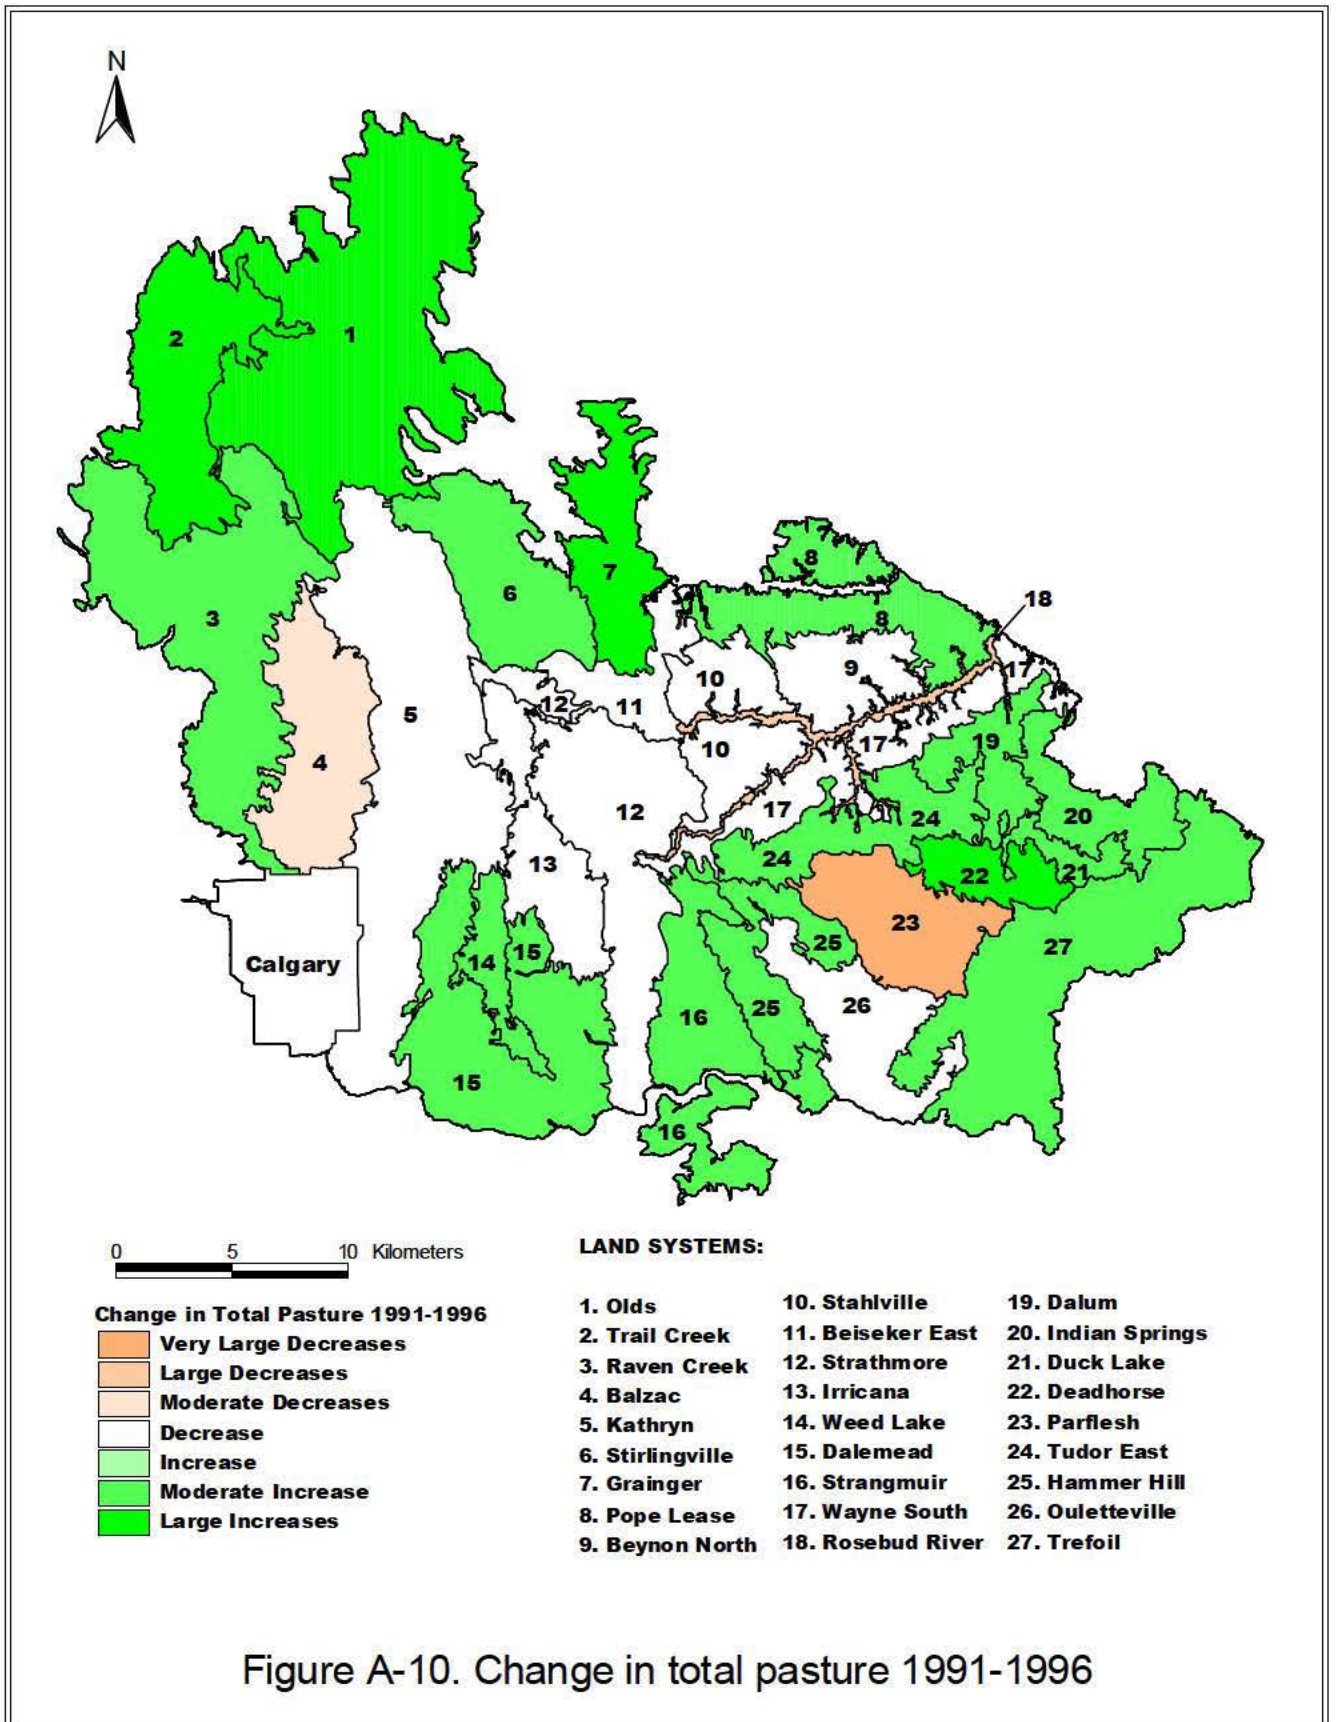 N
2
1
7
7
8
3
6
8
18
9
17
10
12
11
5
10
17
19
4
12
17
24
20
13
24
22
21
23
15
25
27
Calgary
14
16
25
26
15
16
0 5 10 Kilometers
Change in Total Pasture 1991-1996
Very Large Decreases
Large Decreases
Moderate Decreases
Decrease
Increase
Moderate Increase
Large Increases
LAND SYSTEMS:
1. Olds
2. Trail Creek
3. Raven Creek
4. Balzac
5. Kathryn
6. Stirlingville
7. Grainger
8. Pope Lease
9. Beynon North
10. Stahlville
11. Beiseker East
12. Strathmore
13. Irricana
14. Weed Lake
15. Dalemead
16. Strangmuir
17. Wayne South
18. Rosebud River
19. Dalum
20. Indian Springs
21. Duck Lake
22. Deadhorse
23. Parflesh
24. Tudor East
25. Hammer Hill
26. Ouletteville
27. Trefoil
Figure A-10. Change in total pasture 1991-1996